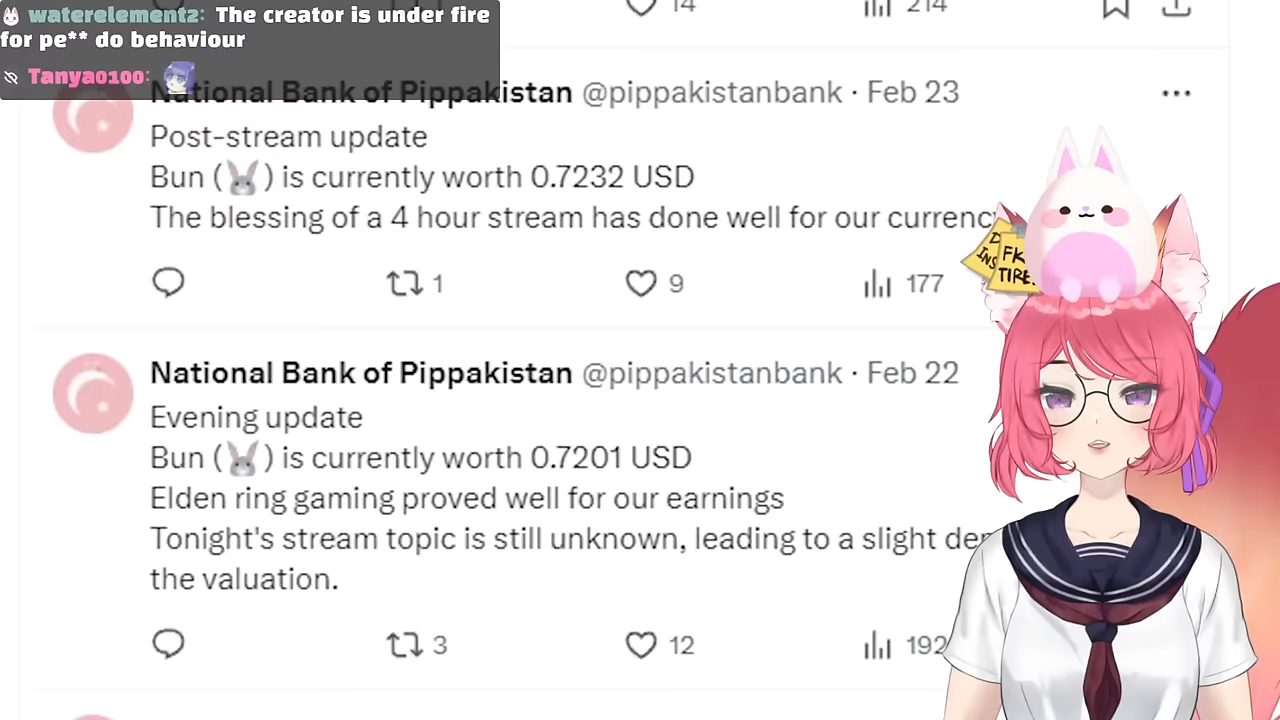 waterelement2: The creator is under fire
for pe** do behaviour
Tanya0100:
14
214
National Bank of Pippakistan @pippakistanbank · Feb 23
Post-stream update
Bun (🐰) is currently worth 0.7232 USD
The blessing of a 4 hour stream has done well for our currency
1
9
177
National Bank of Pippakistan @pippakistanbank · Feb 22
Evening update
Bun (🐰) is currently worth 0.7201 USD
Elden ring gaming proved well for our earnings
Tonight's stream topic is still unknown, leading to a slight
the valuation.
3
12
192